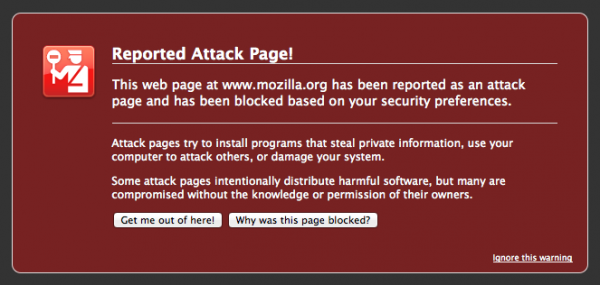 Reported Attack Page!
This web page at www.mozilla.org has been reported as an attack
page and has been blocked based on your security preferences.
Attack pages try to install programs that steal private information, use your
computer to attack others, or damage your system.
Some attack pages intentionally distribute harmful software, but many are
compromised without the knowledge or permission of their owners.
Get me out of here! Why was this page blocked?
Ignore this warning